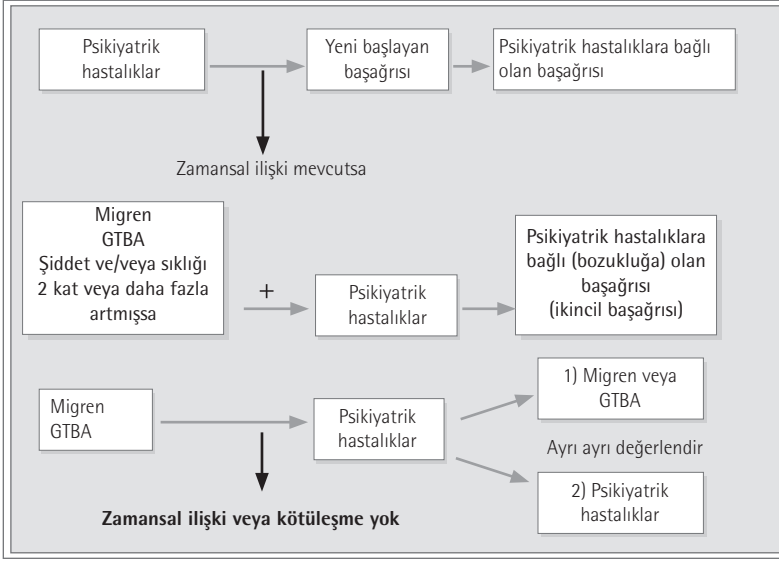 Psikiyatrik
hastalıklar
Yeni başlayan
başağrısı
Psikiyatrik hastalıklara bağlı
olan başağrısı
Zamansal ilişki mevcutsa
Migren
GTBA
Şiddet ve/veya sıklığı
2 kat veya daha fazla
artmışsa
+
Psikiyatrik
hastalıklar
Psikiyatrik hastalıklara
bağlı (bozukluğa) olan
başağrısı
(ikincil başağrısı)
Migren
GTBA
Psikiyatrik
hastalıklar
1) Migren veya
GTBA
Ayrı ayrı değerlendir
2) Psikiyatrik
hastalıklar
Zamansal ilişki veya kötüleşme yok